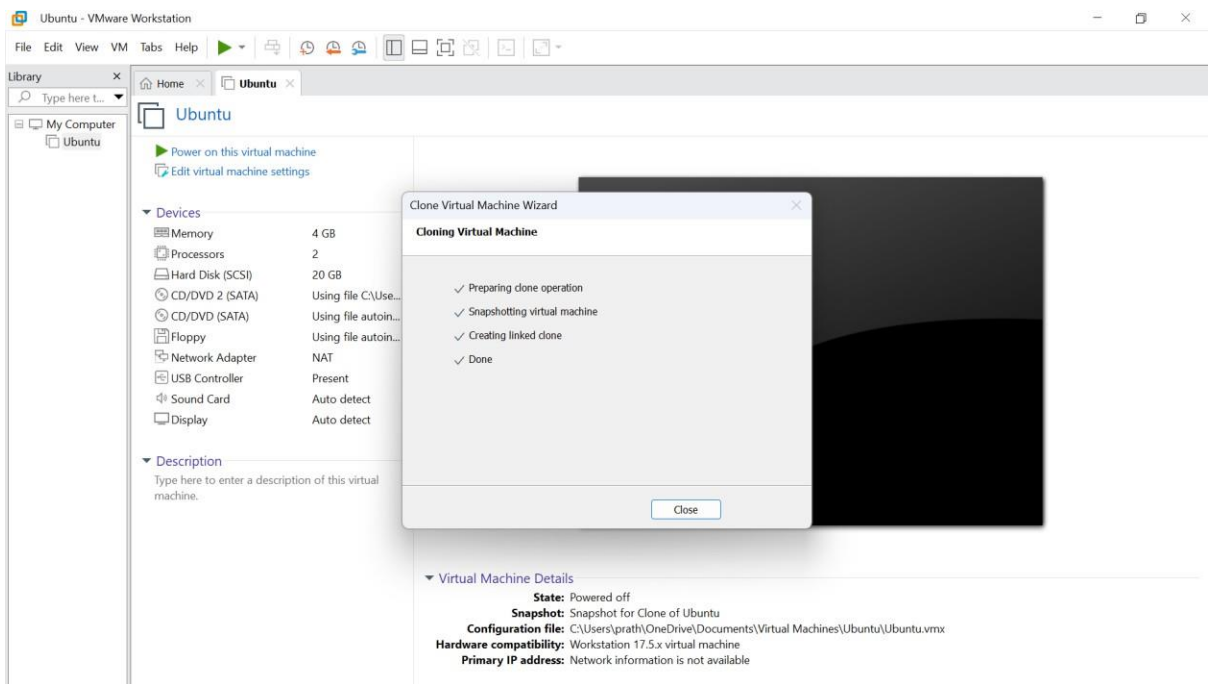 Ubuntu - VMware Workstation
File Edit View VM Tabs Help
Library
Type here t...
My Computer
Ubuntu
Home
Ubuntu
Ubuntu
Power on this virtual machine
Edit virtual machine settings
Devices
Memory 4 GB
Processors 2
Hard Disk (SCSI) 20 GB
CD/DVD 2 (SATA) Using file C:\Use...
CD/DVD (SATA) Using file autoin...
Floppy Using file autoin...
Network Adapter NAT
USB Controller Present
Sound Card Auto detect
Display Auto detect
Description
Type here to enter a description of this virtual
machine.
Clone Virtual Machine Wizard
Cloning Virtual Machine
Preparing clone operation
Snapshotting virtual machine
Creating linked clone
Done
Close
Virtual Machine Details
State: Powered off
Snapshot: Snapshot for Clone of Ubuntu
Configuration file: C:\Users\prath\OneDrive\Documents\Virtual Machines\Ubuntu\Ubuntu.vmx
Hardware compatibility: Workstation 17.5.x virtual machine
Primary IP address: Network information is not available